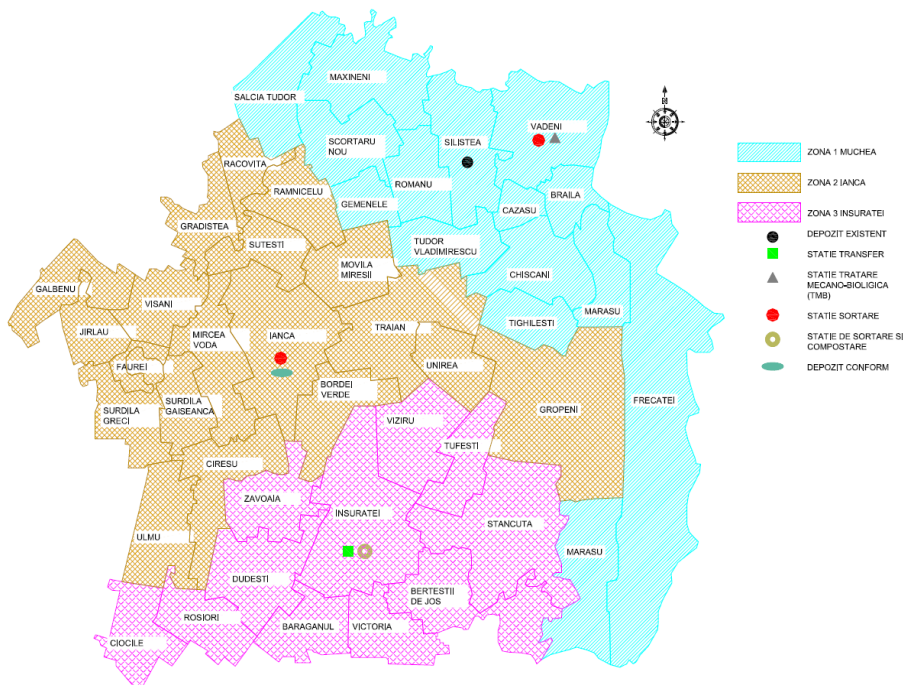 MAXINENI
SALCIA TUDOR
SCORTARU
NOU
SILISTEA
VADENI
N
RACOVITA
RAMNICELU
ROMANU
GEMENELE
CAZASU
BRAILA
GRADISTEA
SUTESTI
TUDOR
VLADIMIRESCU
MOVILA
MIRESII
CHISCANI
GALBENU
VISANI
MARASU
JIRLAU
MIRCEA
VODA
IANCA
TRAIAN
TIGHILESTI
FAUREI
UNIREA
BORDEI
VERDE
SURDILA
GRECI
SURDILA
GAISEANCA
GROPENI
FRECATEI
VIZIRU
TUFESTI
CIRESU
ZAVOAIA
INSURATEI
STANCUTA
ULMU
MARASU
DUDESTI
BERTESTII
DE JOS
ROSIORI
BARAGANUL
VICTORIA
CIOCILE
ZONA 1 MUCHEA
ZONA 2 IANCA
ZONA 3 INSURATEI
DEPOZIT EXISTENT
STATIE TRANSFER
STATIE TRATARE
MECANO-BIOLIGICA
(TMB)
STATIE SORTARE
STATIE DE SORTARE SI
COMPOSTARE
DEPOZIT CONFORM